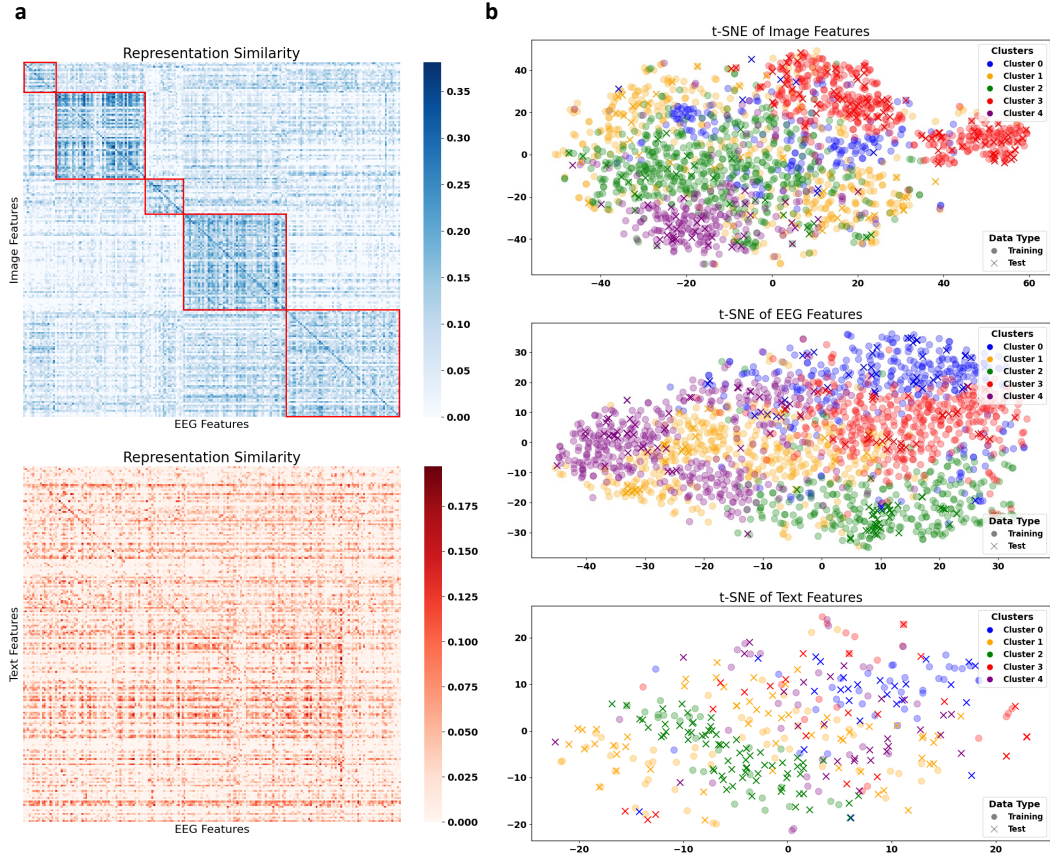 a
Representation Similarity
Image Features
EEG Features
0.35
0.30
0.25
0.20
0.15
0.10
0.05
0.00
Representation Similarity
Text Features
EEG Features
0.175
0.150
0.125
0.100
0.075
0.050
0.025
0.000
b
t-SNE of Image Features
Clusters
Cluster 0
Cluster 1
Cluster 2
Cluster 3
Cluster 4
Data Type
Training
Test
40
20
0
−20
−40
−40 −20 0 20 40 60
t-SNE of EEG Features
Clusters
Cluster 0
Cluster 1
Cluster 2
Cluster 3
Cluster 4
Data Type
Training
Test
30
20
10
0
−10
−20
−30
−40 −30 −20 −10 0 10 20 30
t-SNE of Text Features
Clusters
Cluster 0
Cluster 1
Cluster 2
Cluster 3
Cluster 4
Data Type
Training
Test
20
10
0
−10
−20
−20 −10 0 10 20